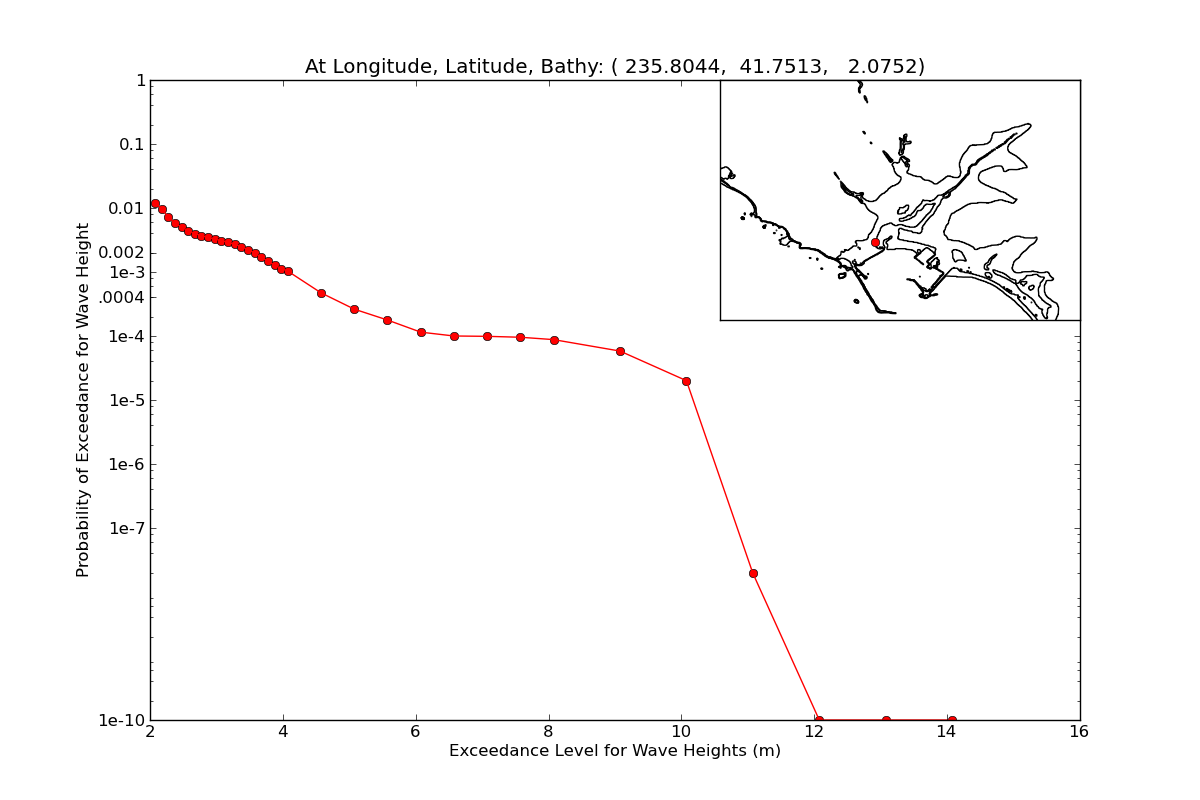 At Longitude, Latitude, Bathy: ( 235.8044,  41.7513,   2.0752)
1
0.1
0.01
0.002
1e-3
.0004
1e-4
1e-5
1e-6
1e-7
1e-10
Probability of Exceedance for Wave Height
2 4 6 8 10 12 14 16
Exceedance Level for Wave Heights (m)